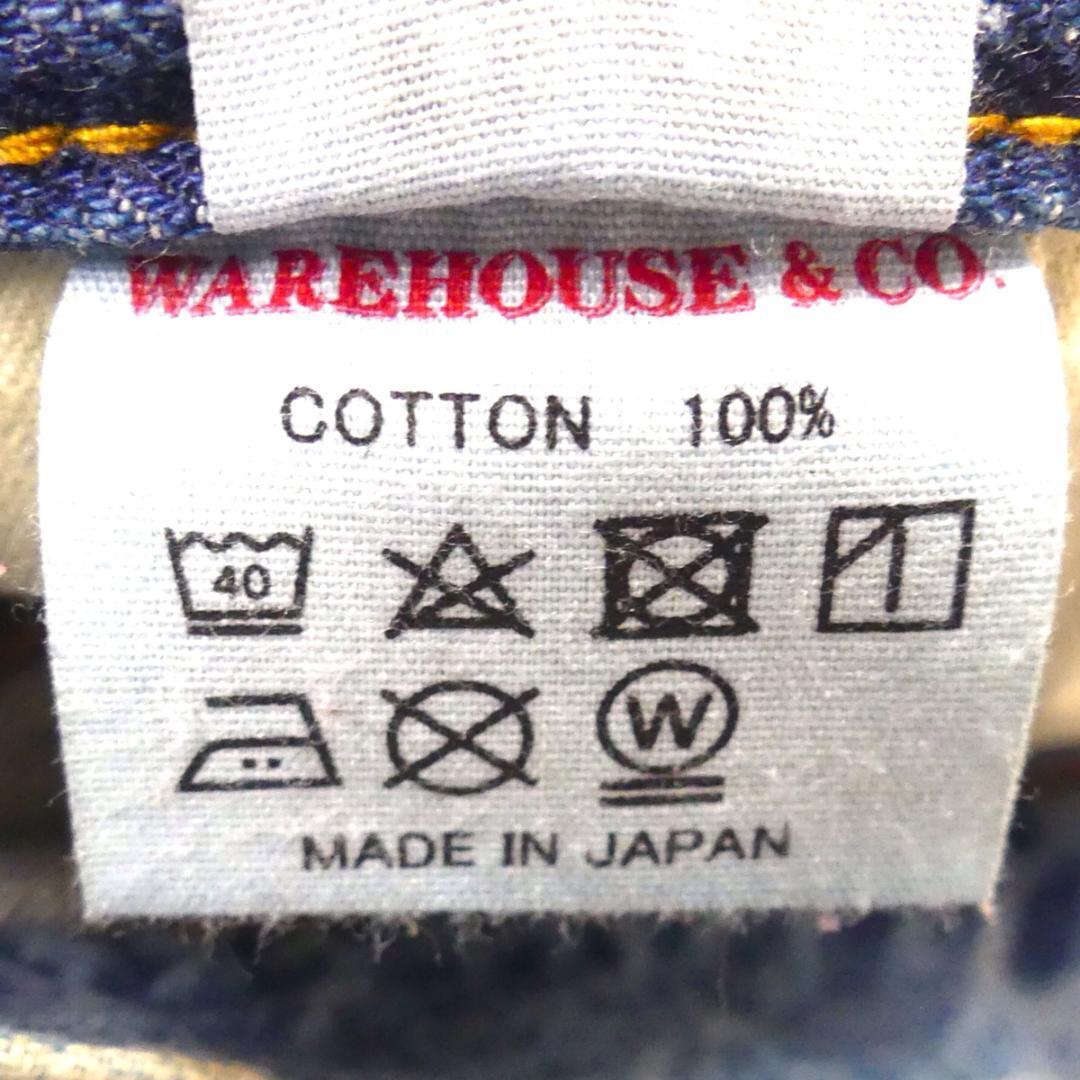 WAREHOUSE & CO.
COTTON 100%
40
W
MADE IN JAPAN